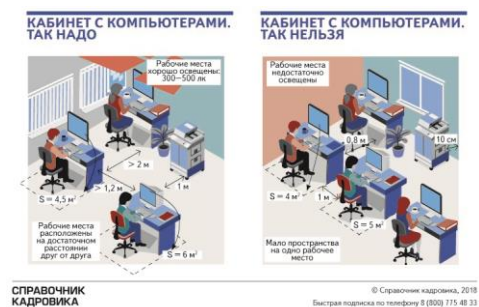 КАБИНЕТ С КОМПЬЮТЕРАМИ.
ТАК НАДО
Рабочие места
хорошо освещены:
300–500 лк
> 2 м
> 1,2 м
1 м
S = 4,5 м²
S = 6 м²
Рабочие места
расположены
на достаточном
расстоянии
друг от друга
КАБИНЕТ С КОМПЬЮТЕРАМИ.
ТАК НЕЛЬЗЯ
Рабочие места
недостаточно
освещены
0,8 м
10 см
S = 4 м²
1 м
S = 5 м²
Мало пространства
на одно рабочее
место
СПРАВОЧНИК
КАДРОВИКА
© Справочник кадровика, 2018
Быстрая подписка по телефону 8 (800) 775 48 33